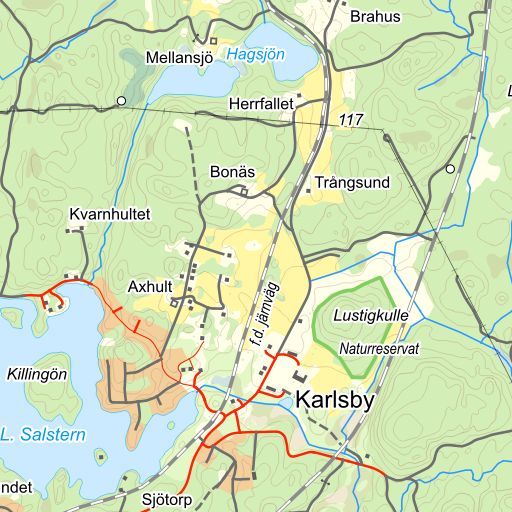 Brahus
Mellansjö
Hagsjön
Herrfallet
117
Bonäs
Trångsund
Kvarnhultet
Axhult
f.d. järnväg
Lustigkulle
Naturreservat
Killingön
Karlsby
L. Salstern
ndet
Sjötorp